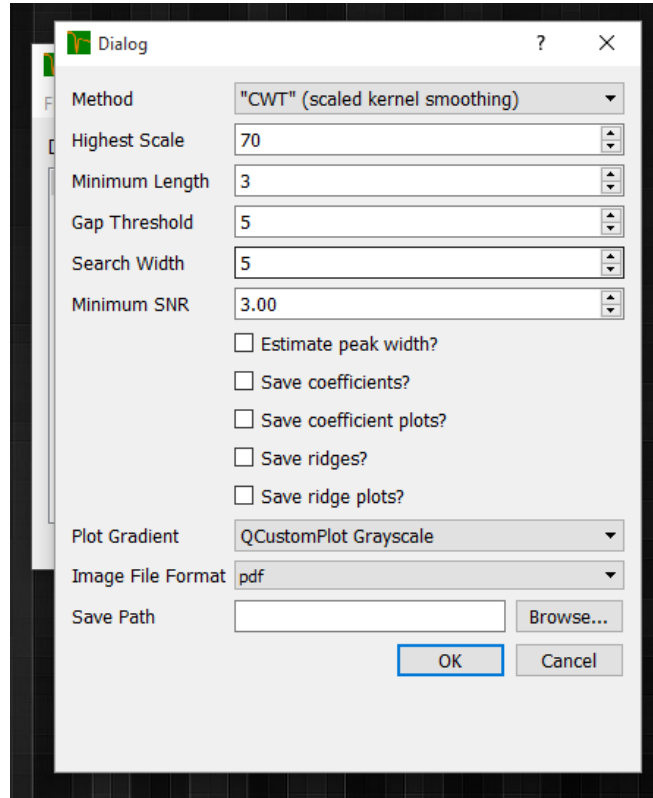 Dialog
?
F
Method
"CWT" (scaled kernel smoothing)
Highest Scale
70
Minimum Length
3
Gap Threshold
5
Search Width
5
Minimum SNR
3.00
Estimate peak width?
Save coefficients?
Save coefficient plots?
Save ridges?
Save ridge plots?
Plot Gradient
QCustomPlot Grayscale
Image File Format
pdf
Save Path
Browse...
OK
Cancel